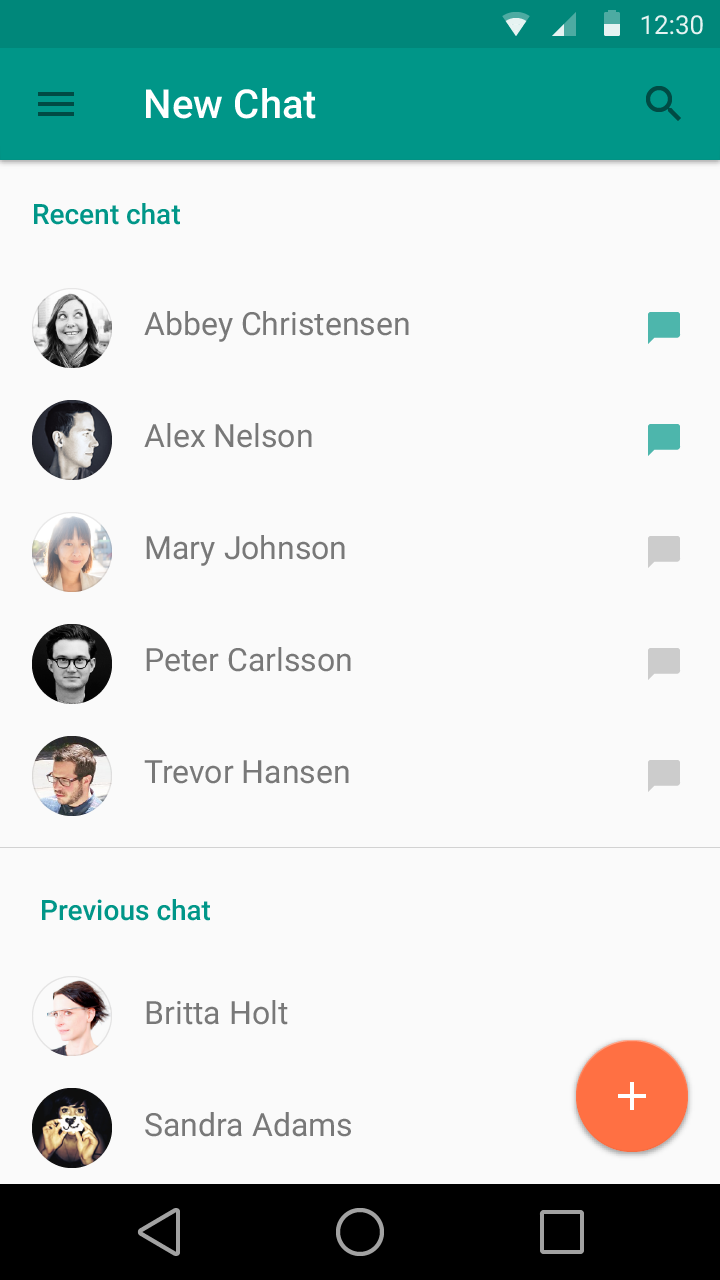 12:30
New Chat
Recent chat
Abbey Christensen
Alex Nelson
Mary Johnson
Peter Carlsson
Trevor Hansen
Previous chat
Britta Holt
Sandra Adams